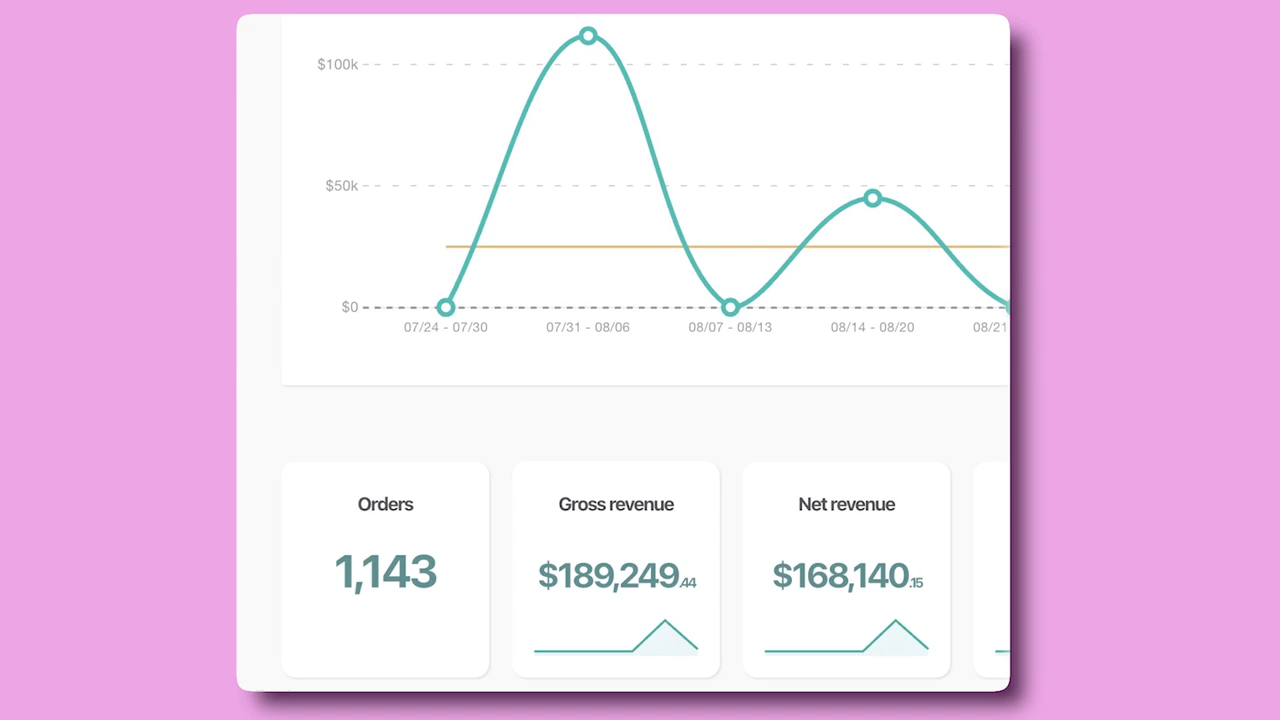 $100k
$50k
$0
07/24 - 07/30
07/31 - 08/06
08/07 - 08/13
08/14 - 08/20
08/21
Orders
1,143
Gross revenue
$189,249.44
Net revenue
$168,140.15